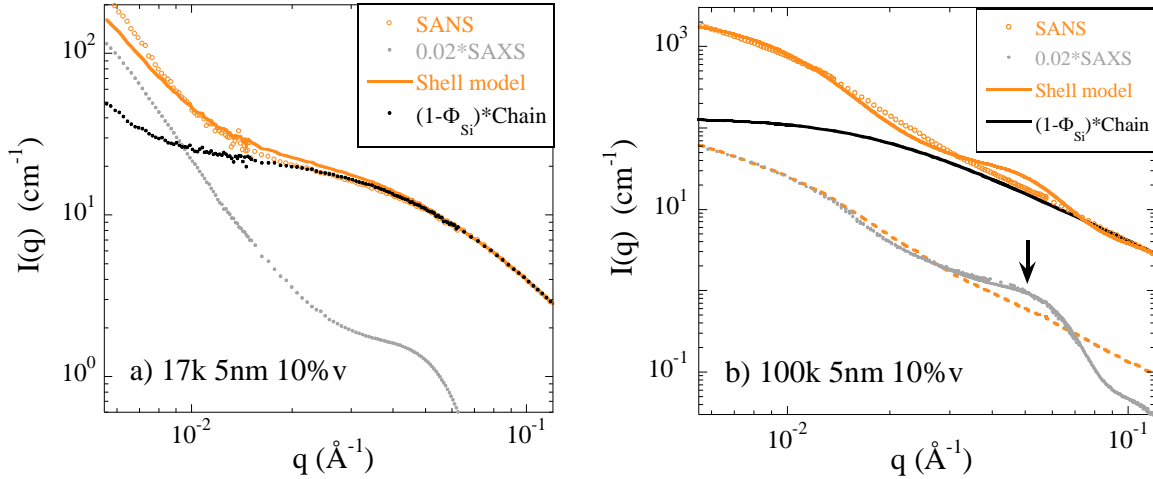 SANS
0.02*SAXS
Shell model
(1-Φ_Si)*Chain
10²
10¹
10⁰
I(q) (cm⁻¹)
a) 17k 5nm 10%v
10⁻²
10⁻¹
q (Å⁻¹)
SANS
0.02*SAXS
Shell model
(1-Φ_Si)*Chain
10³
10¹
10⁻¹
I(q) (cm⁻¹)
b) 100k 5nm 10%v
10⁻²
10⁻¹
q (Å⁻¹)